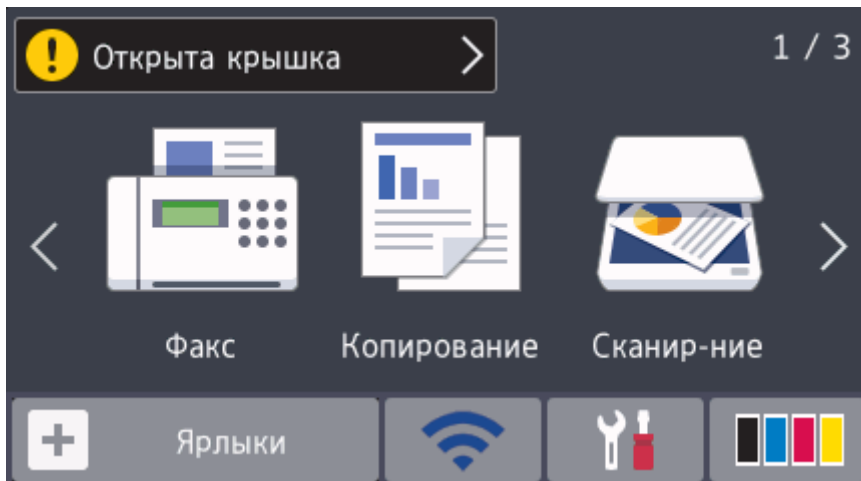 Открыта крышка
1 / 3
Факс
Копирование
Сканир-ние
Ярлыки